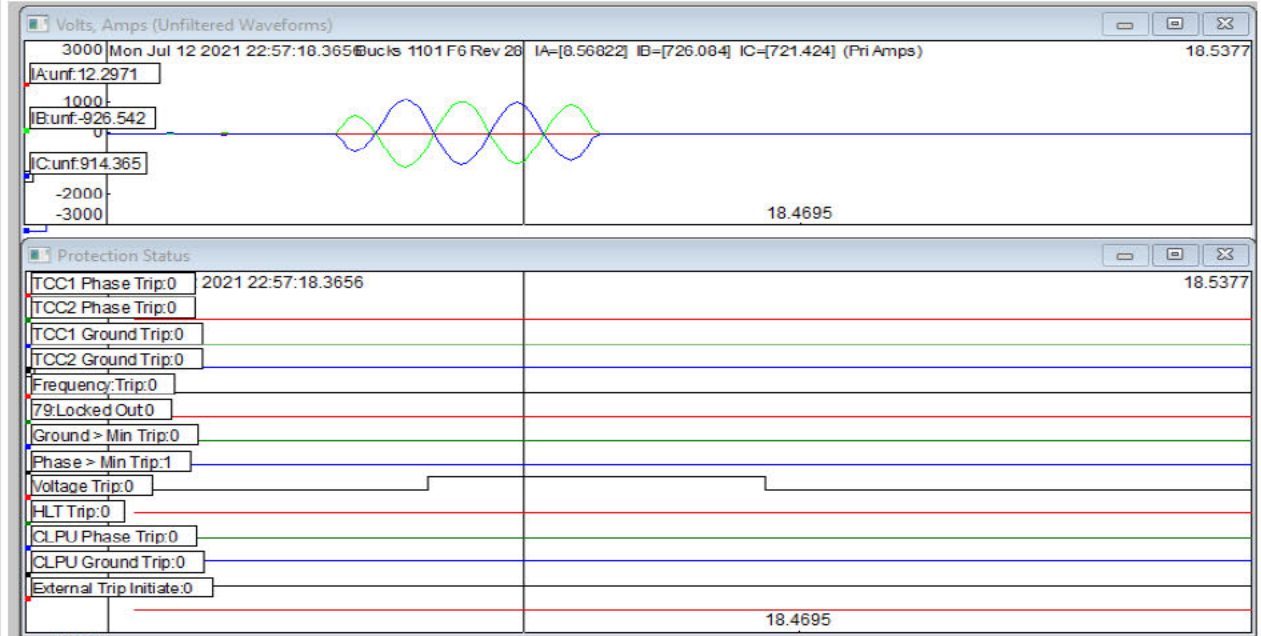 Volts, Amps (Unfiltered Waveforms)
3000 Mon Jul 12 2021 22:57:18.3656 Bucks 1101 F6 Rev 28 IA=[8.56822] IB=[726.084] IC=[721.424] (Pri Amps) 18.5377
IA:unf:12.2971
1000
IB:unf:-926.542
0
IC:unf:914.365
-2000
-3000
18.4695
Protection Status
TCC1 Phase Trip:0 2021 22:57:18.3656 18.5377
TCC2 Phase Trip:0
TCC1 Ground Trip:0
TCC2 Ground Trip:0
Frequency:Trip:0
79:Locked Out:0
Ground > Min Trip:0
Phase > Min Trip:1
Voltage Trip:0
HLT Trip:0
CLPU Phase Trip:0
CLPU Ground Trip:0
External Trip Initiate:0
18.4695